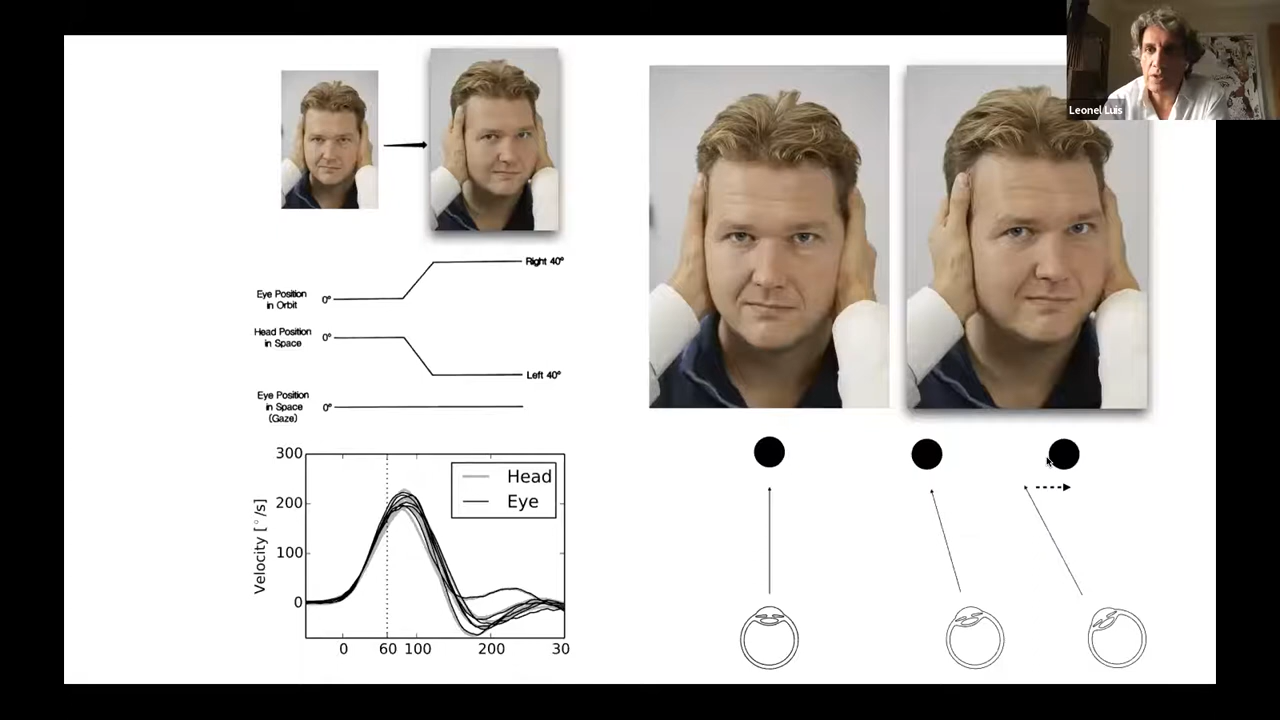 Leonel Luis
Right 40°
Eye Position
in Orbit
0°
Head Position
in Space
0°
Left 40°
Eye Position
in Space
(Gaze)
0°
300
200
100
0
Velocity [°/s]
Head
Eye
0 60 100 200 30